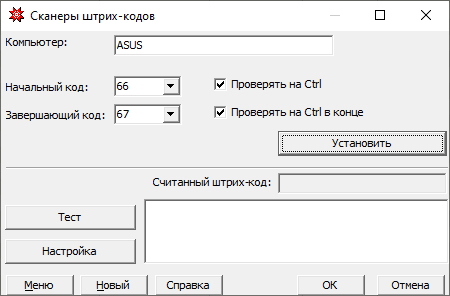 Сканеры штрих-кодов
Компьютер: ASUS
Начальный код: 66 Проверять на Ctrl
Завершающий код: 67 Проверять на Ctrl в конце
Установить
Считанный штрих-код:
Тест
Настройка
Меню Новый Справка ОК Отмена